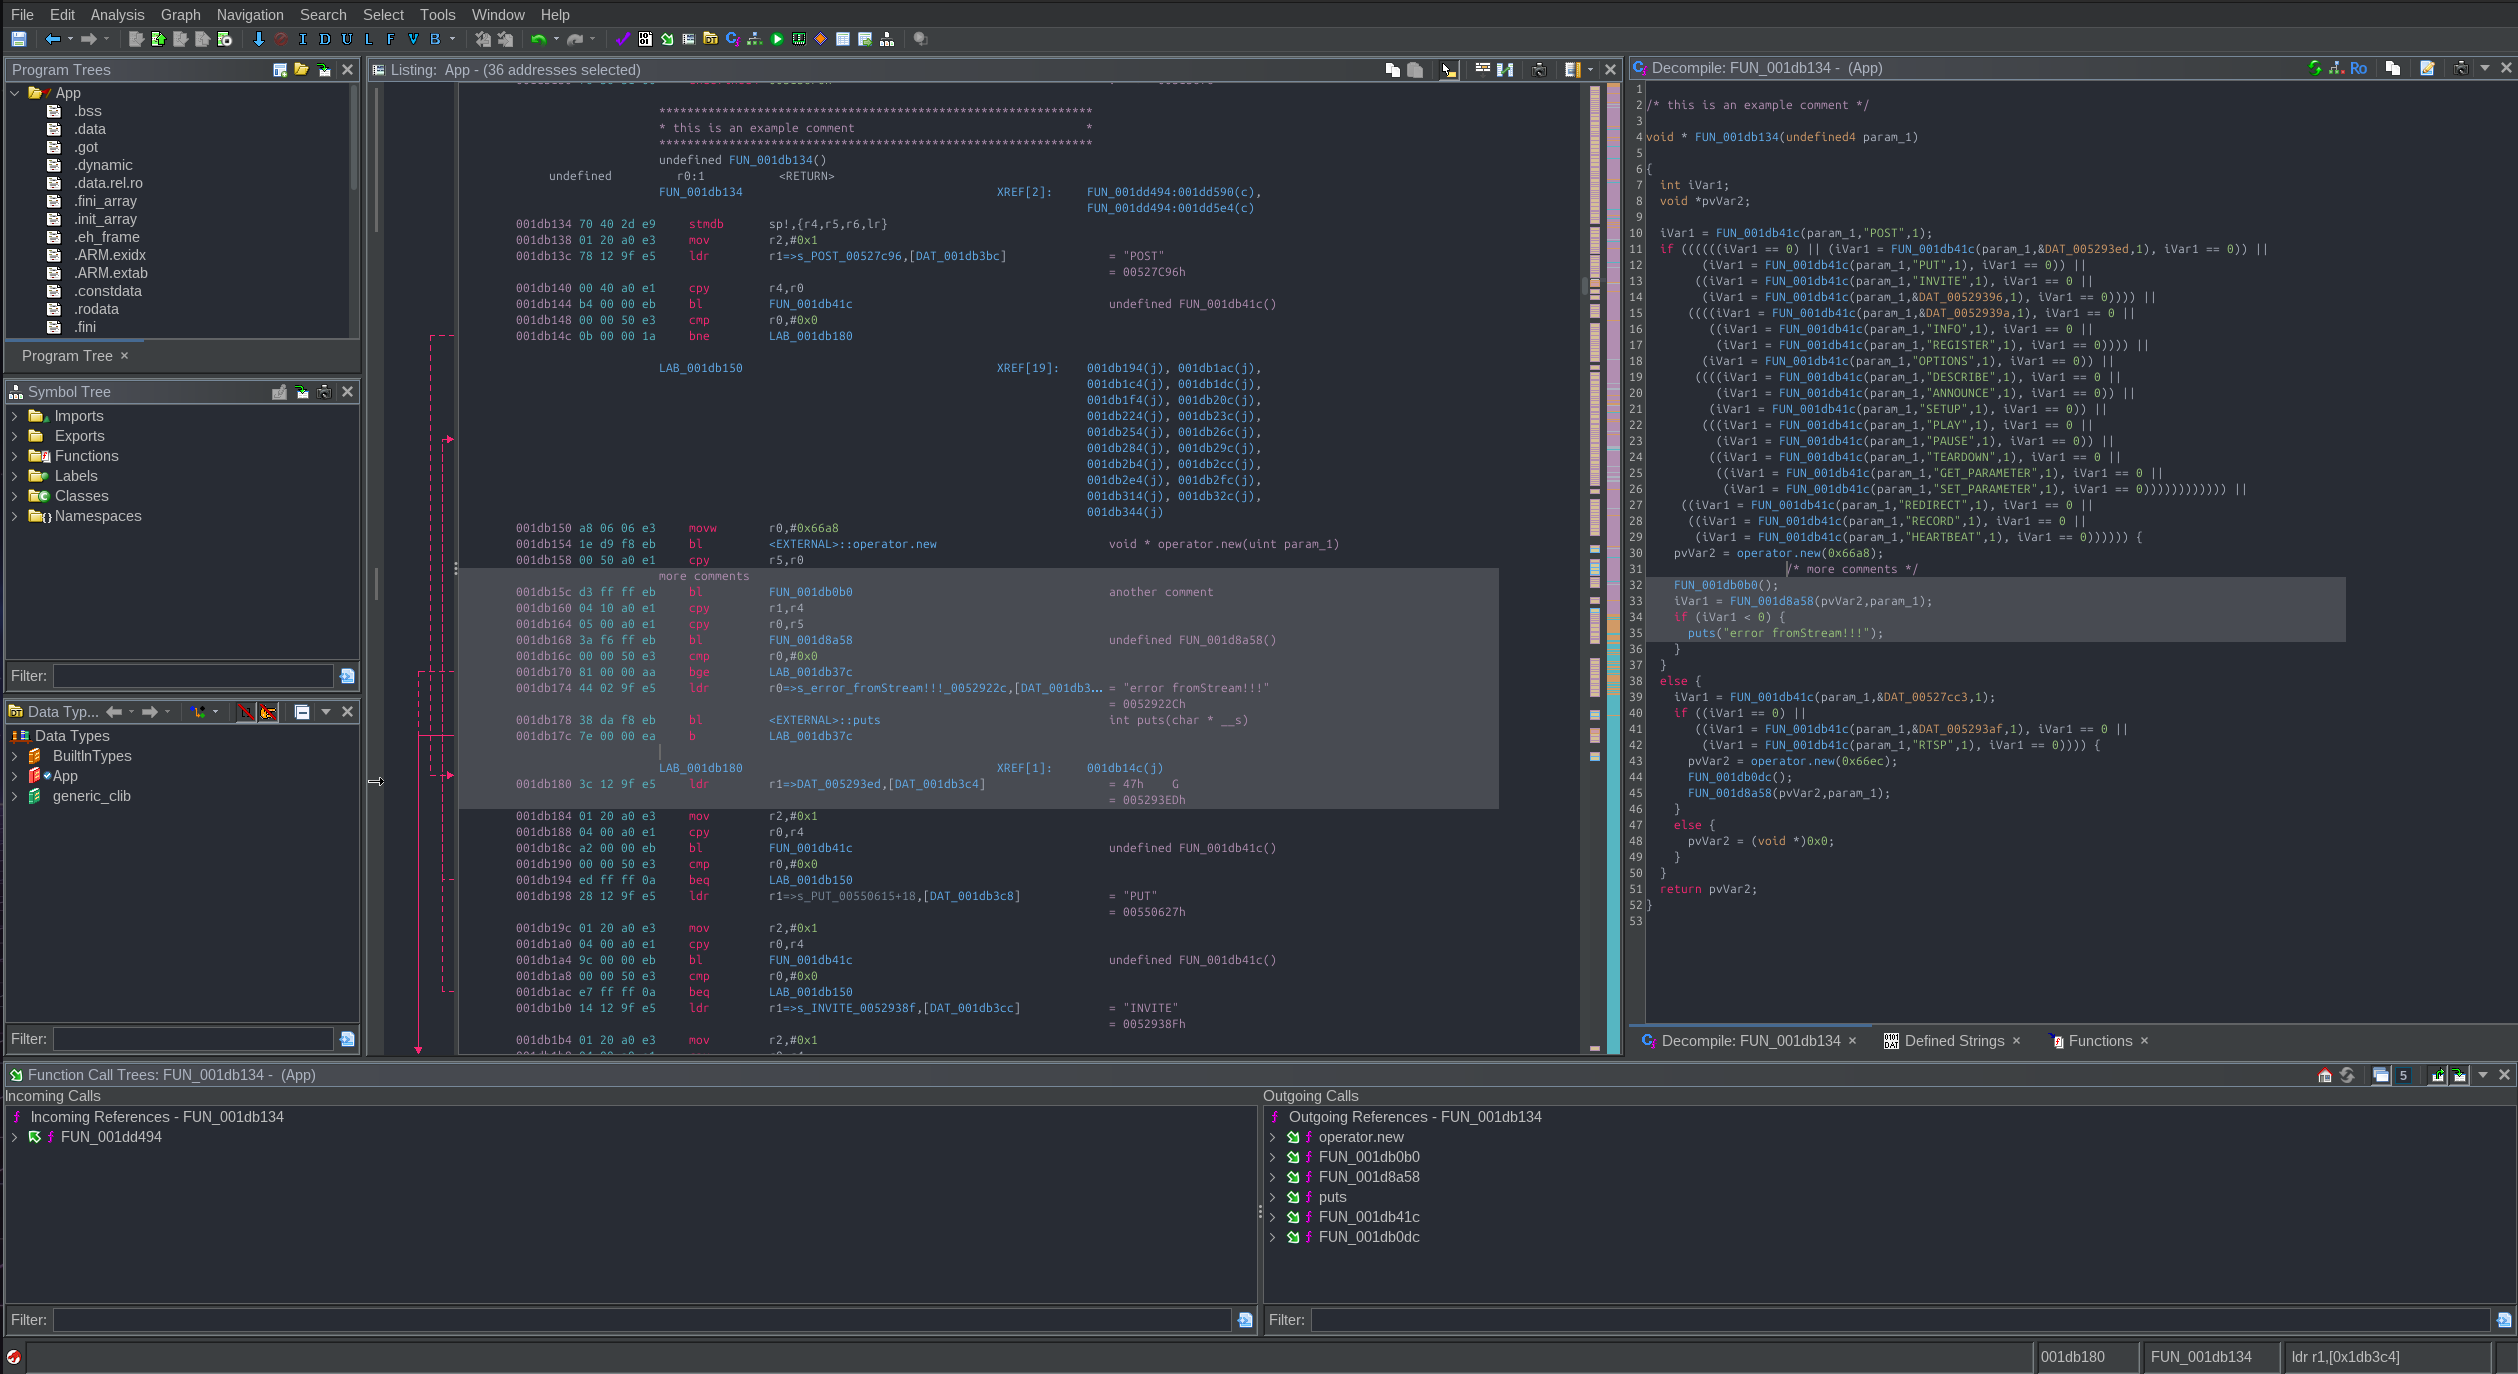 File Edit Analysis Graph Navigation Search Select Tools Window Help
I D U L F V B
Program Trees
App
.bss
.data
.got
.dynamic
.data.rel.ro
.fini_array
.init_array
.eh_frame
.ARM.exidx
.ARM.extab
.constdata
.rodata
.fini
Program Tree ×
Symbol Tree
Imports
Exports
Functions
Labels
Classes
Namespaces
Filter:
Data Typ...
Data Types
BuiltInTypes
App
generic_clib
Filter:
Listing: App - (36 addresses selected)
**************************************************************
* this is an example comment *
**************************************************************
undefined FUN_001db134()
undefined r0:1 <RETURN>
FUN_001db134 XREF[2]: FUN_001dd494:001dd590(c),
FUN_001dd494:001dd5e4(c)
001db134 70 40 2d e9 stmdb sp!,{r4,r5,r6,lr}
001db138 01 20 a0 e3 mov r2,#0x1
001db13c 78 12 9f e5 ldr r1=>s_POST_00527c96,[DAT_001db3bc] = "POST"
= 00527C96h
001db140 00 40 a0 e1 cpy r4,r0
001db144 b4 00 00 eb bl FUN_001db41c undefined FUN_001db41c()
001db148 00 00 50 e3 cmp r0,#0x0
001db14c 0b 00 00 1a bne LAB_001db180
LAB_001db150 XREF[19]: 001db194(j), 001db1ac(j),
001db1c4(j), 001db1dc(j),
001db1f4(j), 001db20c(j),
001db224(j), 001db23c(j),
001db254(j), 001db26c(j),
001db284(j), 001db29c(j),
001db2b4(j), 001db2cc(j),
001db2e4(j), 001db2fc(j),
001db314(j), 001db32c(j),
001db344(j)
001db150 a8 06 06 e3 movw r0,#0x66a8
001db154 1e d9 f8 eb bl <EXTERNAL>::operator.new void * operator.new(uint param_1)
001db158 00 50 a0 e1 cpy r5,r0
more comments
001db15c d3 ff ff eb bl FUN_001db0b0 another comment
001db160 04 10 a0 e1 cpy r1,r4
001db164 05 00 a0 e1 cpy r0,r5
001db168 3a f6 ff eb bl FUN_001d8a58 undefined FUN_001d8a58()
001db16c 00 00 50 e3 cmp r0,#0x0
001db170 81 00 00 aa bge LAB_001db37c
001db174 44 02 9f e5 ldr r0=>s_error_fromStream!!!_0052922c,[DAT_001db3... = "error fromStream!!!"
= 0052922Ch
001db178 38 da f8 eb bl <EXTERNAL>::puts int puts(char * __s)
001db17c 7e 00 00 ea b LAB_001db37c
LAB_001db180 XREF[1]: 001db14c(j)
001db180 3c 12 9f e5 ldr r1=>DAT_005293ed,[DAT_001db3c4] = 47h G
= 005293EDh
001db184 01 20 a0 e3 mov r2,#0x1
001db188 04 00 a0 e1 cpy r0,r4
001db18c a2 00 00 eb bl FUN_001db41c undefined FUN_001db41c()
001db190 00 00 50 e3 cmp r0,#0x0
001db194 ed ff ff 0a beq LAB_001db150
001db198 28 12 9f e5 ldr r1=>s_PUT_00550615+18,[DAT_001db3c8] = "PUT"
= 00550627h
001db19c 01 20 a0 e3 mov r2,#0x1
001db1a0 04 00 a0 e1 cpy r0,r4
001db1a4 9c 00 00 eb bl FUN_001db41c undefined FUN_001db41c()
001db1a8 00 00 50 e3 cmp r0,#0x0
001db1ac e7 ff ff 0a beq LAB_001db150
001db1b0 14 12 9f e5 ldr r1=>s_INVITE_0052938f,[DAT_001db3cc] = "INVITE"
= 0052938Fh
001db1b4 01 20 a0 e3 mov r2,#0x1
Decompile: FUN_001db134 - (App)
Ro
1
2 /* this is an example comment */
3
4 void * FUN_001db134(undefined4 param_1)
5
6 {
7 int iVar1;
8 void *pvVar2;
9
10 iVar1 = FUN_001db41c(param_1,"POST",1);
11 if ((((((iVar1 == 0) || (iVar1 = FUN_001db41c(param_1,&DAT_005293ed,1), iVar1 == 0)) ||
12 (iVar1 = FUN_001db41c(param_1,"PUT",1), iVar1 == 0)) ||
13 ((iVar1 = FUN_001db41c(param_1,"INVITE",1), iVar1 == 0 ||
14 (iVar1 = FUN_001db41c(param_1,&DAT_00529396,1), iVar1 == 0)))) ||
15 ((((iVar1 = FUN_001db41c(param_1,&DAT_0052939a,1), iVar1 == 0 ||
16 ((iVar1 = FUN_001db41c(param_1,"INFO",1), iVar1 == 0 ||
17 (iVar1 = FUN_001db41c(param_1,"REGISTER",1), iVar1 == 0)))) ||
18 (iVar1 = FUN_001db41c(param_1,"OPTIONS",1), iVar1 == 0)) ||
19 ((((iVar1 = FUN_001db41c(param_1,"DESCRIBE",1), iVar1 == 0 ||
20 (iVar1 = FUN_001db41c(param_1,"ANNOUNCE",1), iVar1 == 0)) ||
21 (iVar1 = FUN_001db41c(param_1,"SETUP",1), iVar1 == 0)) ||
22 (((iVar1 = FUN_001db41c(param_1,"PLAY",1), iVar1 == 0 ||
23 (iVar1 = FUN_001db41c(param_1,"PAUSE",1), iVar1 == 0)) ||
24 ((iVar1 = FUN_001db41c(param_1,"TEARDOWN",1), iVar1 == 0 ||
25 ((iVar1 = FUN_001db41c(param_1,"GET_PARAMETER",1), iVar1 == 0 ||
26 (iVar1 = FUN_001db41c(param_1,"SET_PARAMETER",1), iVar1 == 0)))))))))))) ||
27 ((iVar1 = FUN_001db41c(param_1,"REDIRECT",1), iVar1 == 0 ||
28 ((iVar1 = FUN_001db41c(param_1,"RECORD",1), iVar1 == 0 ||
29 ((iVar1 = FUN_001db41c(param_1,"HEARTBEAT",1), iVar1 == 0)))))) {
30 pvVar2 = operator.new(0x66a8);
31 /* more comments */
32 FUN_001db0b0();
33 iVar1 = FUN_001d8a58(pvVar2,param_1);
34 if (iVar1 < 0) {
35 puts("error fromStream!!!");
36 }
37 }
38 else {
39 iVar1 = FUN_001db41c(param_1,&DAT_00527cc3,1);
40 if ((iVar1 == 0) ||
41 ((iVar1 = FUN_001db41c(param_1,&DAT_005293af,1), iVar1 == 0 ||
42 (iVar1 = FUN_001db41c(param_1,"RTSP",1), iVar1 == 0)))) {
43 pvVar2 = operator.new(0x66ec);
44 FUN_001db0dc();
45 FUN_001d8a58(pvVar2,param_1);
46 }
47 else {
48 pvVar2 = (void *)0x0;
49 }
50 }
51 return pvVar2;
52 }
53
Decompile: FUN_001db134 × Defined Strings × Functions ×
Function Call Trees: FUN_001db134 - (App)
5
Incoming Calls
Incoming References - FUN_001db134
FUN_001dd494
Filter:
Outgoing Calls
Outgoing References - FUN_001db134
operator.new
FUN_001db0b0
FUN_001d8a58
puts
FUN_001db41c
FUN_001db0dc
Filter:
001db180 FUN_001db134 ldr r1,[0x1db3c4]